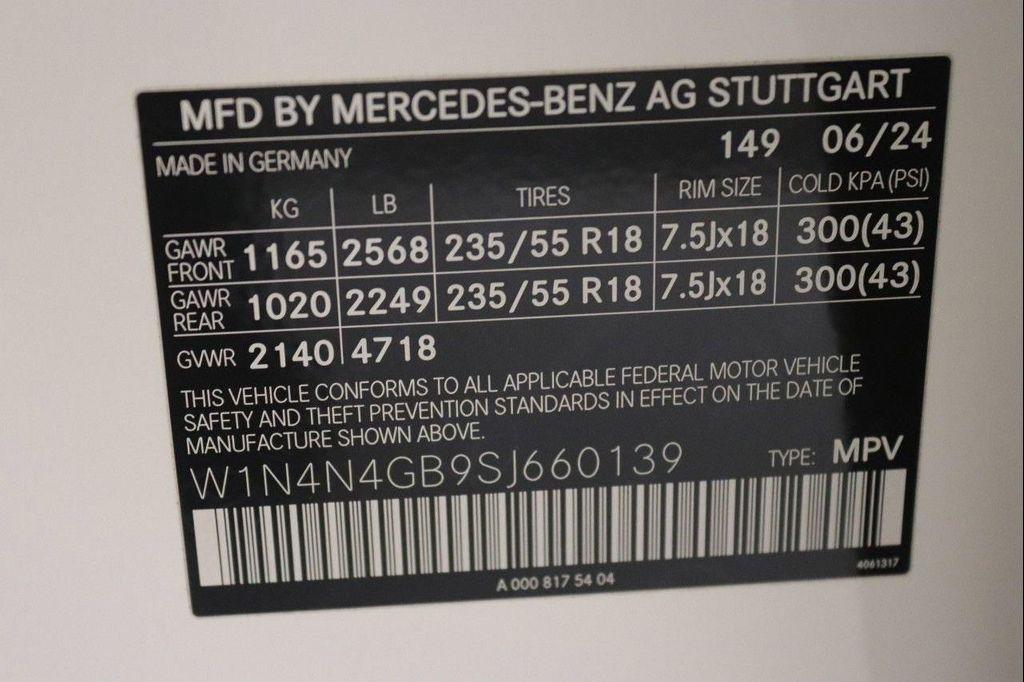 MFD BY MERCEDES-BENZ AG STUTTGART
MADE IN GERMANY 149 06/24
KG LB TIRES RIM SIZE COLD KPA (PSI)
GAWR FRONT 1165 2568 235/55 R18 7.5Jx18 300(43)
GAWR REAR 1020 2249 235/55 R18 7.5Jx18 300(43)
GVWR 2140 4718
THIS VEHICLE CONFORMS TO ALL APPLICABLE FEDERAL MOTOR VEHICLE
SAFETY AND THEFT PREVENTION STANDARDS IN EFFECT ON THE DATE OF
MANUFACTURE SHOWN ABOVE.
W1N4N4GB9SJ660139 TYPE: MPV
A 000 817 54 04 4061317